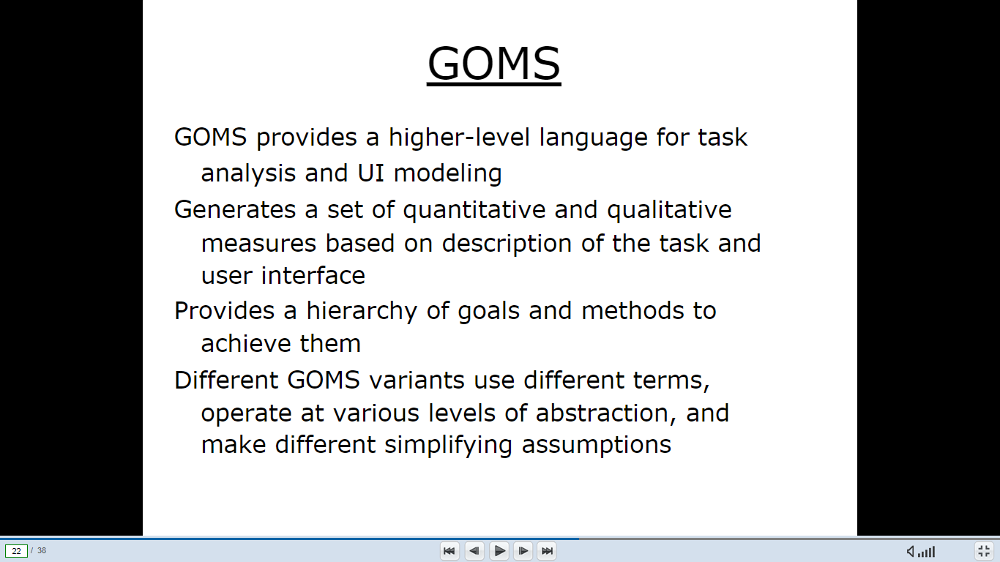 GOMS
GOMS provides a higher-level language for task
analysis and UI modeling
Generates a set of quantitative and qualitative
measures based on description of the task and
user interface
Provides a hierarchy of goals and methods to
achieve them
Different GOMS variants use different terms,
operate at various levels of abstraction, and
make different simplifying assumptions
22 / 38